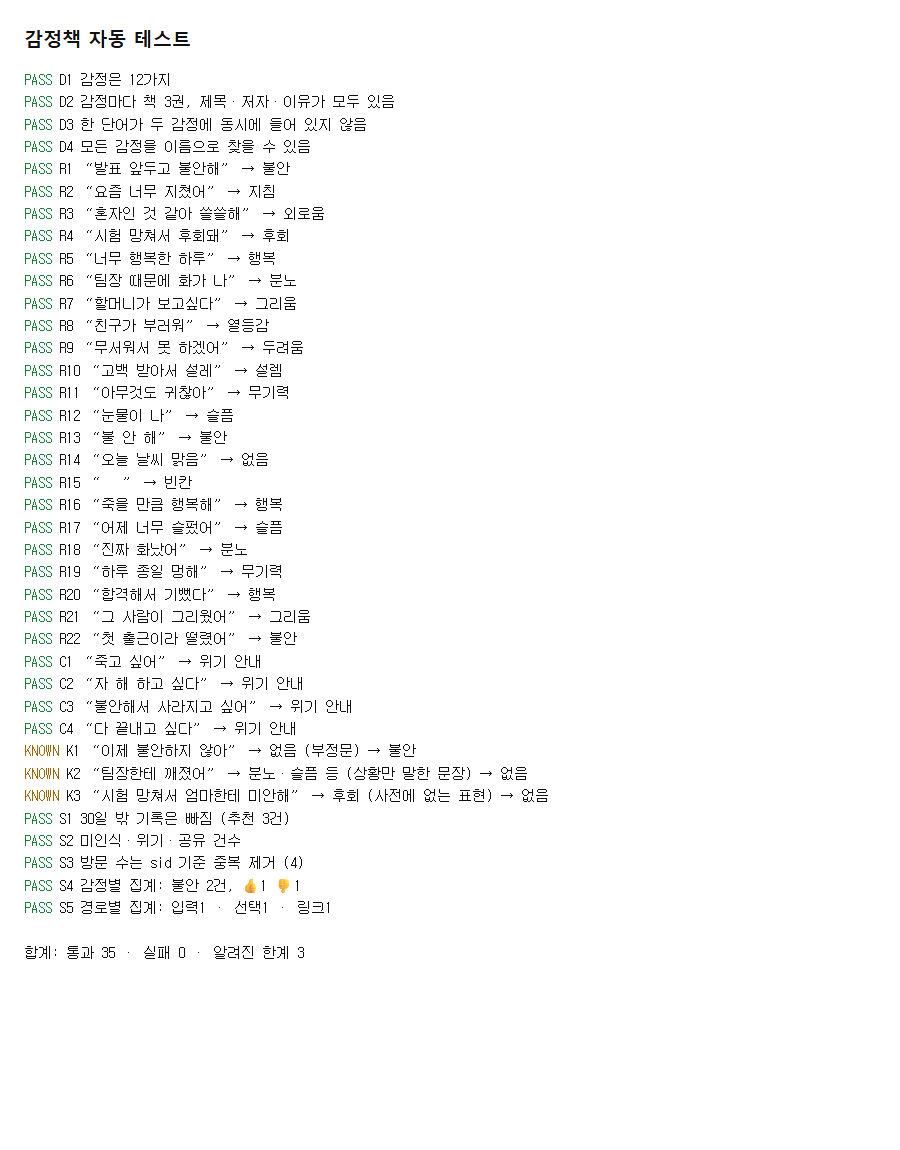 감정책 자동 테스트
PASS D1 감정은 12가지
PASS D2 감정마다 책 3권, 제목·저자·이유가 모두 있음
PASS D3 한 단어가 두 감정에 동시에 들어 있지 않음
PASS D4 모든 감정을 이름으로 찾을 수 있음
PASS R1 “발표 앞두고 불안해” → 불안
PASS R2 “요즘 너무 지쳤어” → 지침
PASS R3 “혼자인 것 같아 쓸쓸해” → 외로움
PASS R4 “시험 망쳐서 후회돼” → 후회
PASS R5 “너무 행복한 하루” → 행복
PASS R6 “팀장 때문에 화가 나” → 분노
PASS R7 “할머니가 보고싶다” → 그리움
PASS R8 “친구가 부러워” → 열등감
PASS R9 “무서워서 못 하겠어” → 두려움
PASS R10 “고백 받아서 설레” → 설렘
PASS R11 “아무것도 귀찮아” → 무기력
PASS R12 “눈물이 나” → 슬픔
PASS R13 “불 안 해” → 불안
PASS R14 “오늘 날씨 맑음” → 없음
PASS R15 “   ” → 빈칸
PASS R16 “죽을 만큼 행복해” → 행복
PASS R17 “어제 너무 슬펐어” → 슬픔
PASS R18 “진짜 화났어” → 분노
PASS R19 “하루 종일 멍해” → 무기력
PASS R20 “합격해서 기뻤다” → 행복
PASS R21 “그 사람이 그리웠어” → 그리움
PASS R22 “첫 출근이라 떨렸어” → 불안
PASS C1 “죽고 싶어” → 위기 안내
PASS C2 “자 해 하고 싶다” → 위기 안내
PASS C3 “불안해서 사라지고 싶어” → 위기 안내
PASS C4 “다 끝내고 싶다” → 위기 안내
KNOWN K1 “이제 불안하지 않아” → 없음 (부정문) → 불안
KNOWN K2 “팀장한테 깨졌어” → 분노·슬픔 등 (상황만 말한 문장) → 없음
KNOWN K3 “시험 망쳐서 엄마한테 미안해” → 후회 (사전에 없는 표현) → 없음
PASS S1 30일 밖 기록은 빠짐 (추천 3건)
PASS S2 미인식·위기·공유 건수
PASS S3 방문 수는 sid 기준 중복 제거 (4)
PASS S4 감정별 집계: 불안 2건, 👍1 👎1
PASS S5 경로별 집계: 입력1 · 선택1 · 링크1
합계: 통과 35 · 실패 0 · 알려진 한계 3